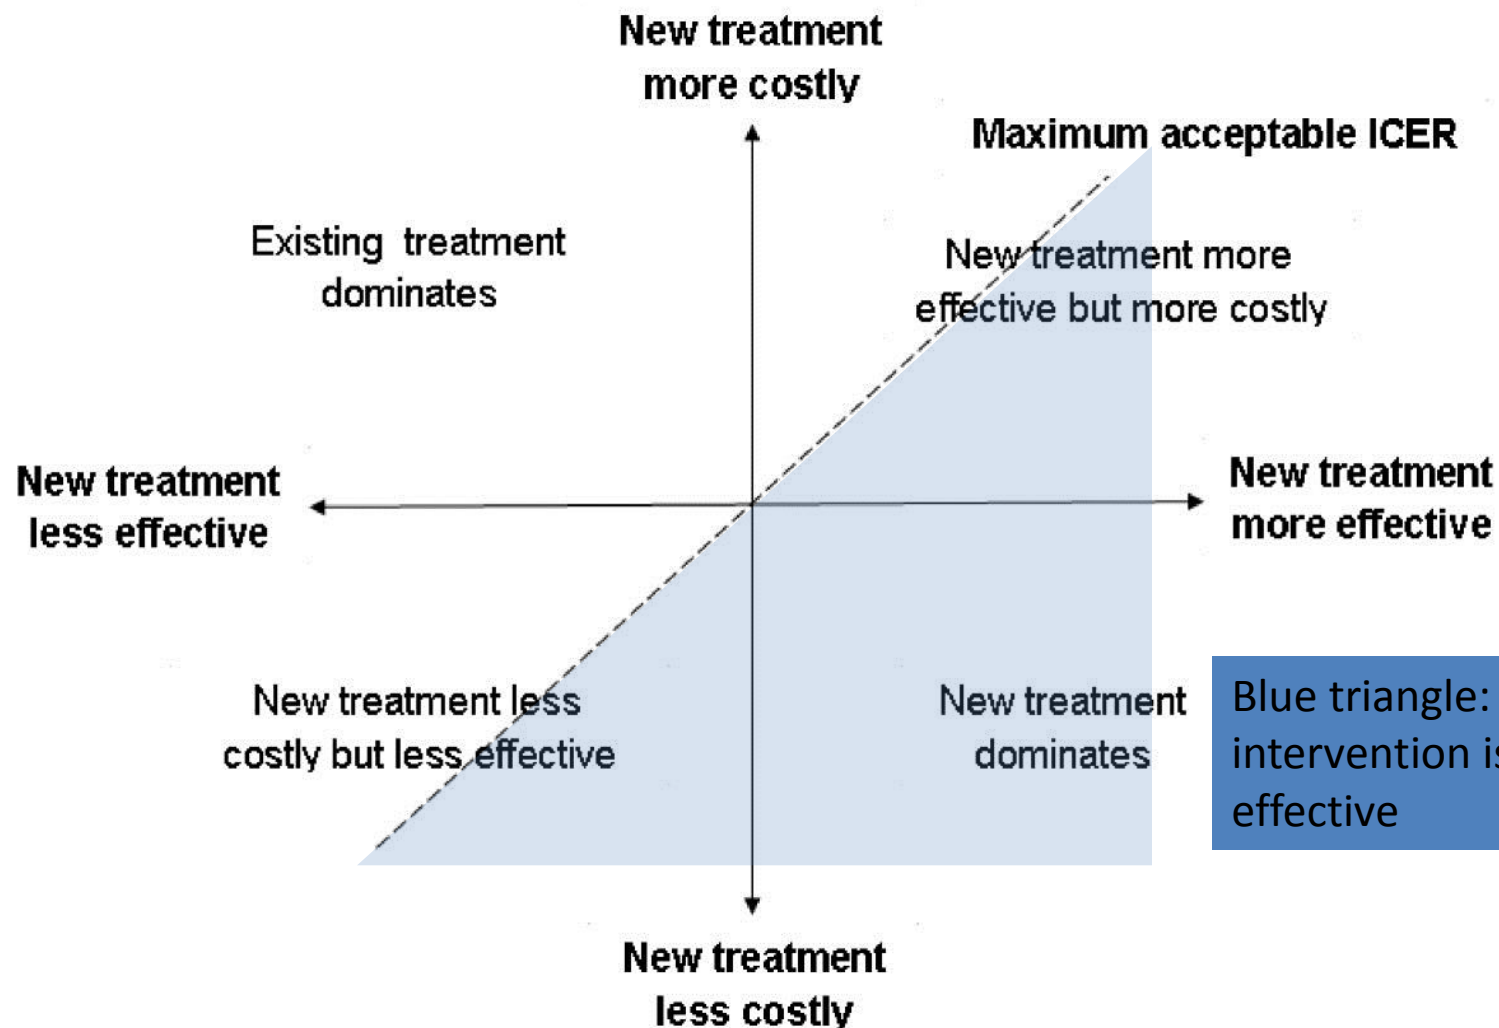 New treatment
more costly
Maximum acceptable ICER
Existing treatment
dominates
New treatment more
effective but more costly
New treatment
less effective
New treatment
more effective
New treatment less
costly but less effective
New treatment
dominates
Blue triangle:
intervention is
effective
New treatment
less costly